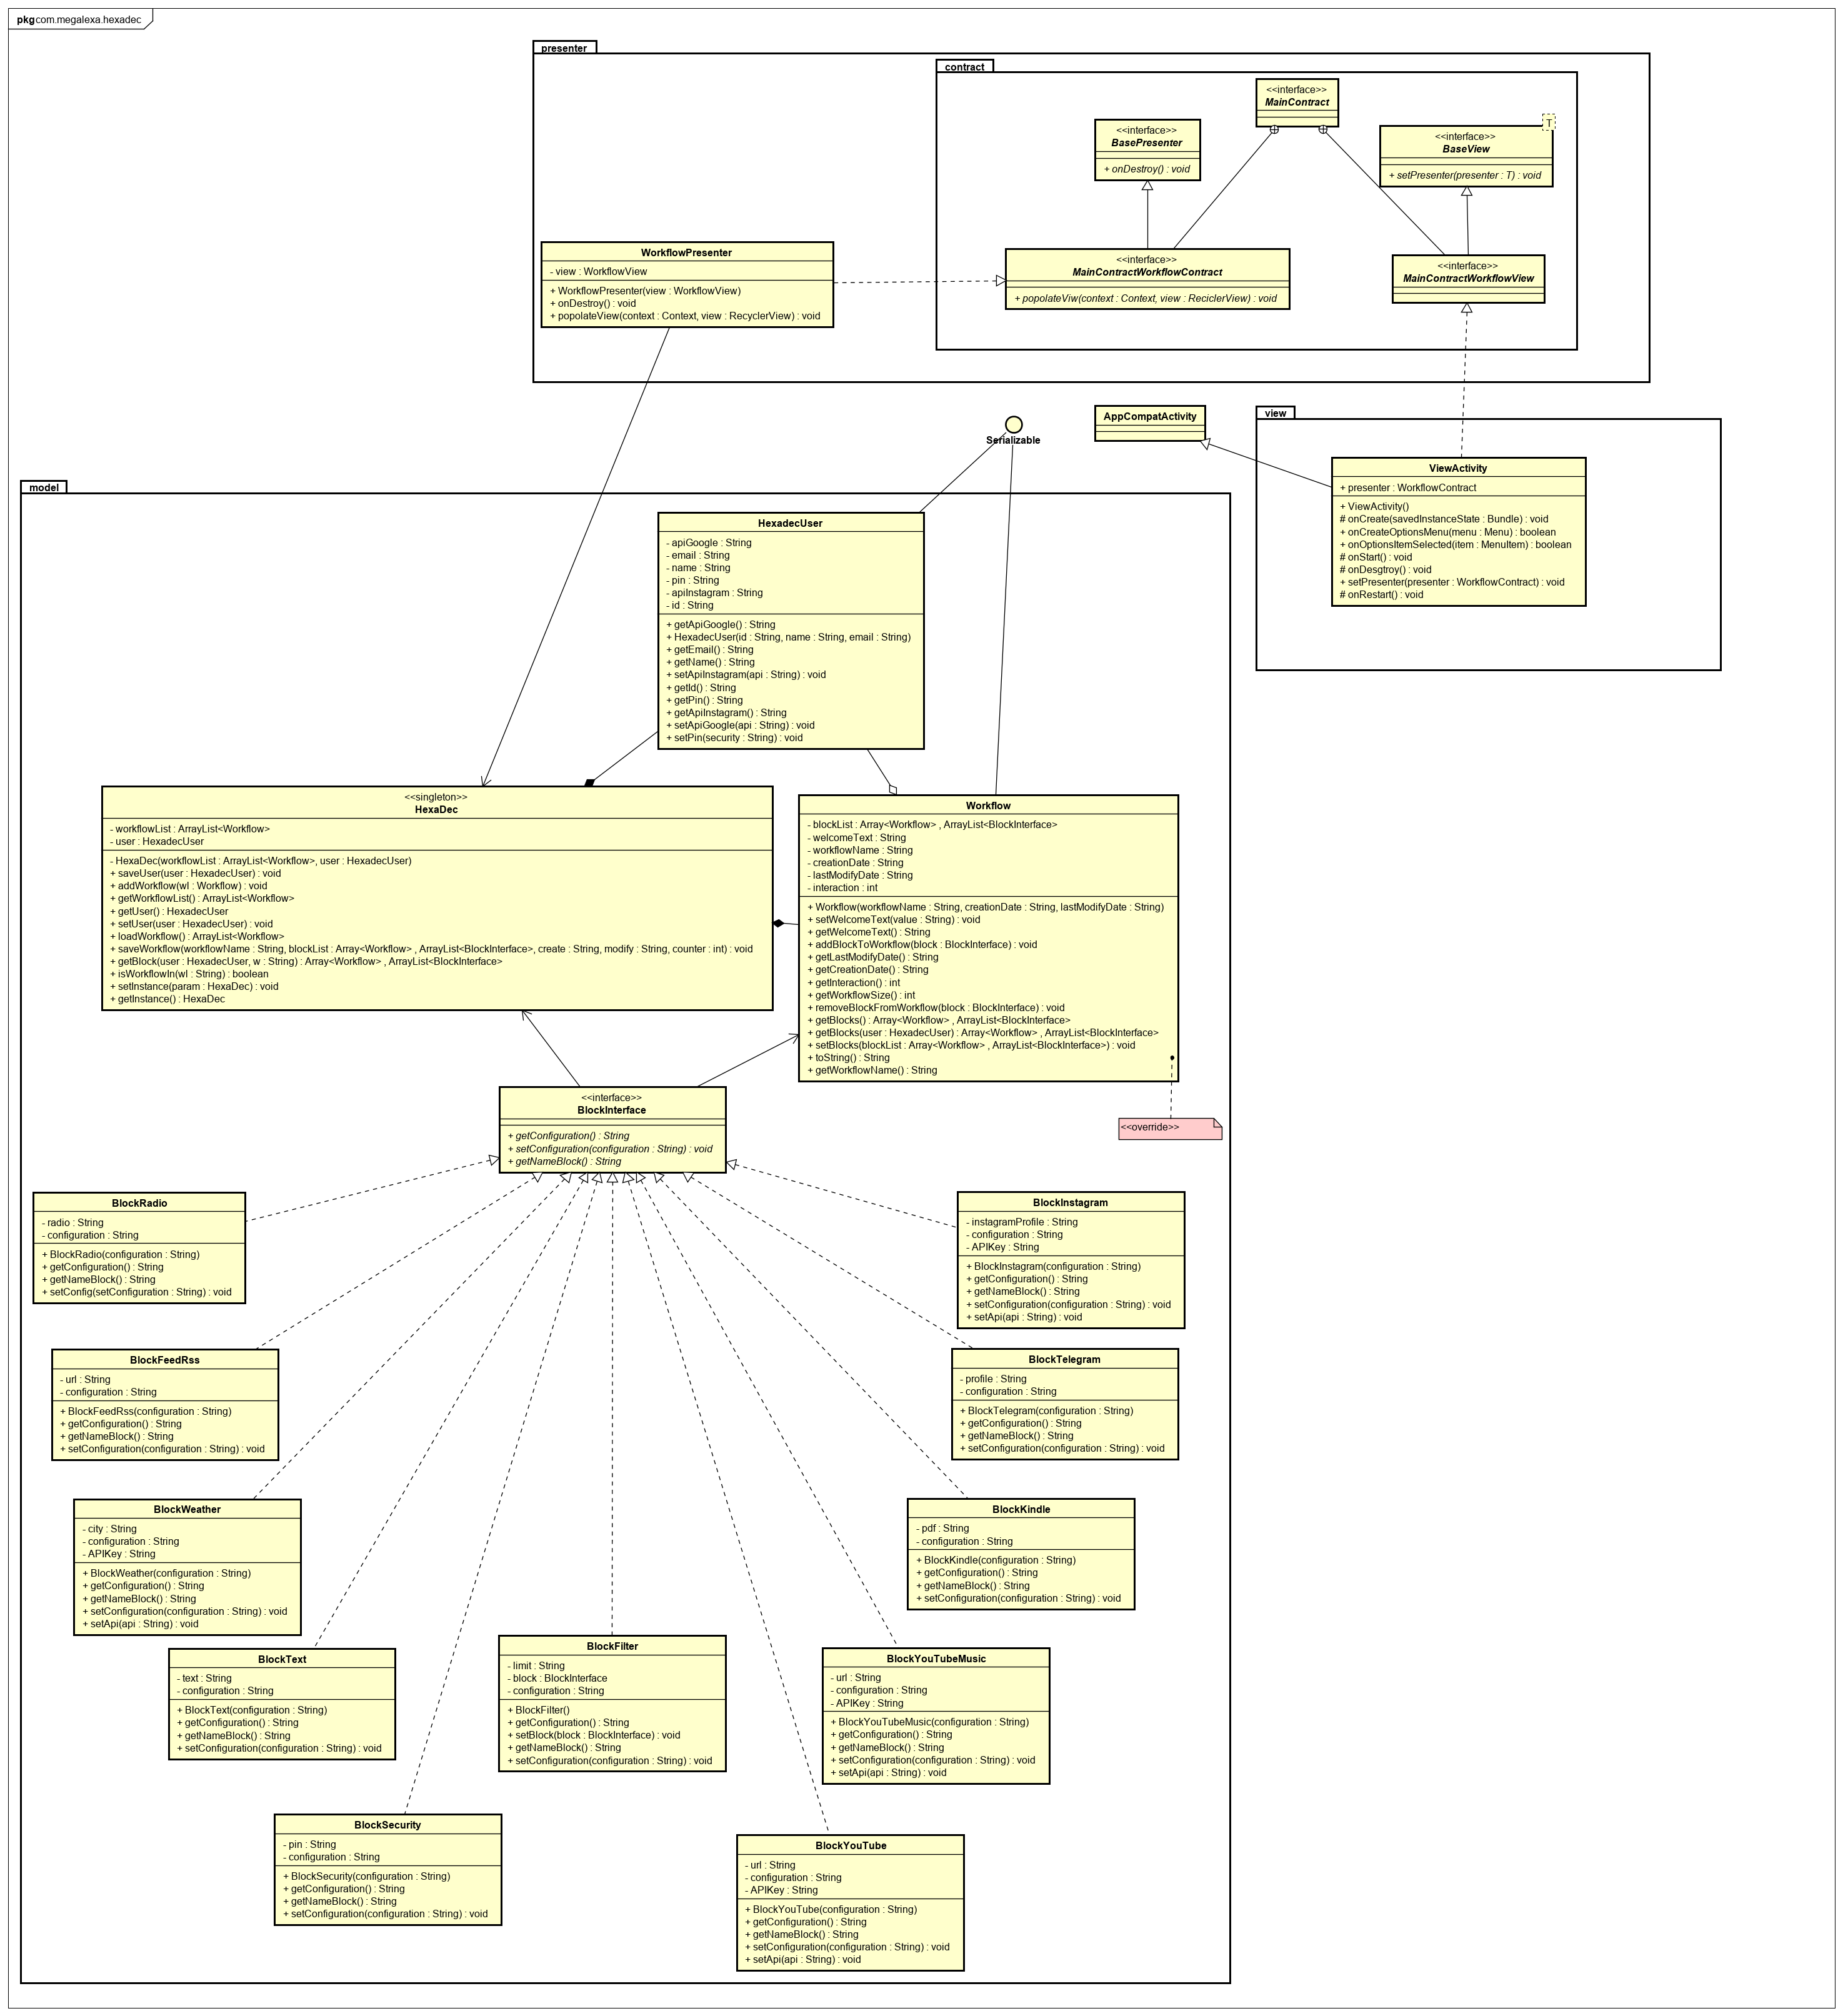 pkg com.megalexa.hexadec
presenter
contract
<<interface>>
MainContract
<<interface>>
BasePresenter
+ onDestroy() : void
T
<<interface>>
BaseView
+ setPresenter(presenter : T) : void
WorkflowPresenter
- view : WorkflowView
+ WorkflowPresenter(view : WorkflowView)
+ onDestroy() : void
+ popolateView(context : Context, view : RecyclerView) : void
<<interface>>
MainContractWorkflowContract
+ popolateViw(context : Context, view : ReciclerView) : void
<<interface>>
MainContractWorkflowView
Serializable
AppCompatActivity
view
ViewActivity
+ presenter : WorkflowContract
+ ViewActivity()
# onCreate(savedInstanceState : Bundle) : void
+ onCreateOptionsMenu(menu : Menu) : boolean
+ onOptionsItemSelected(item : MenuItem) : boolean
# onStart() : void
# onDesgtroy() : void
+ setPresenter(presenter : WorkflowContract) : void
# onRestart() : void
model
HexadecUser
- apiGoogle : String
- email : String
- name : String
- pin : String
- apiInstagram : String
- id : String
+ getApiGoogle() : String
+ HexadecUser(id : String, name : String, email : String)
+ getEmail() : String
+ getName() : String
+ setApiInstagram(api : String) : void
+ getId() : String
+ getPin() : String
+ getApiInstagram() : String
+ setApiGoogle(api : String) : void
+ setPin(security : String) : void
<<singleton>>
HexaDec
- workflowList : ArrayList<Workflow>
- user : HexadecUser
- HexaDec(workflowList : ArrayList<Workflow>, user : HexadecUser)
+ saveUser(user : HexadecUser) : void
+ addWorkflow(wl : Workflow) : void
+ getWorkflowList() : ArrayList<Workflow>
+ getUser() : HexadecUser
+ setUser(user : HexadecUser) : void
+ loadWorkflow() : ArrayList<Workflow>
+ saveWorkflow(workflowName : String, blockList : Array<Workflow> , ArrayList<BlockInterface>, create : String, modify : String, counter : int) : void
+ getBlock(user : HexadecUser, w : String) : Array<Workflow> , ArrayList<BlockInterface>
+ isWorkflowIn(wl : String) : boolean
+ setInstance(param : HexaDec) : void
+ getInstance() : HexaDec
Workflow
- blockList : Array<Workflow> , ArrayList<BlockInterface>
- welcomeText : String
- workflowName : String
- creationDate : String
- lastModifyDate : String
- interaction : int
+ Workflow(workflowName : String, creationDate : String, lastModifyDate : String)
+ setWelcomeText(value : String) : void
+ getWelcomeText() : String
+ addBlockToWorkflow(block : BlockInterface) : void
+ getLastModifyDate() : String
+ getCreationDate() : String
+ getInteraction() : int
+ getWorkflowSize() : int
+ removeBlockFromWorkflow(block : BlockInterface) : void
+ getBlocks() : Array<Workflow> , ArrayList<BlockInterface>
+ getBlocks(user : HexadecUser) : Array<Workflow> , ArrayList<BlockInterface>
+ setBlocks(blockList : Array<Workflow> , ArrayList<BlockInterface>) : void
+ toString() : String
+ getWorkflowName() : String
<<override>>
<<interface>>
BlockInterface
+ getConfiguration() : String
+ setConfiguration(configuration : String) : void
+ getNameBlock() : String
BlockRadio
- radio : String
- configuration : String
+ BlockRadio(configuration : String)
+ getConfiguration() : String
+ getNameBlock() : String
+ setConfig(setConfiguration : String) : void
BlockInstagram
- instagramProfile : String
- configuration : String
- APIKey : String
+ BlockInstagram(configuration : String)
+ getConfiguration() : String
+ getNameBlock() : String
+ setConfiguration(configuration : String) : void
+ setApi(api : String) : void
BlockFeedRss
- url : String
- configuration : String
+ BlockFeedRss(configuration : String)
+ getConfiguration() : String
+ getNameBlock() : String
+ setConfiguration(configuration : String) : void
BlockTelegram
- profile : String
- configuration : String
+ BlockTelegram(configuration : String)
+ getConfiguration() : String
+ getNameBlock() : String
+ setConfiguration(configuration : String) : void
BlockWeather
- city : String
- configuration : String
- APIKey : String
+ BlockWeather(configuration : String)
+ getConfiguration() : String
+ getNameBlock() : String
+ setConfiguration(configuration : String) : void
+ setApi(api : String) : void
BlockKindle
- pdf : String
- configuration : String
+ BlockKindle(configuration : String)
+ getConfiguration() : String
+ getNameBlock() : String
+ setConfiguration(configuration : String) : void
BlockText
- text : String
- configuration : String
+ BlockText(configuration : String)
+ getConfiguration() : String
+ getNameBlock() : String
+ setConfiguration(configuration : String) : void
BlockFilter
- limit : String
- block : BlockInterface
- configuration : String
+ BlockFilter()
+ getConfiguration() : String
+ setBlock(block : BlockInterface) : void
+ getNameBlock() : String
+ setConfiguration(configuration : String) : void
BlockYouTubeMusic
- url : String
- configuration : String
- APIKey : String
+ BlockYouTubeMusic(configuration : String)
+ getConfiguration() : String
+ getNameBlock() : String
+ setConfiguration(configuration : String) : void
+ setApi(api : String) : void
BlockSecurity
- pin : String
- configuration : String
+ BlockSecurity(configuration : String)
+ getConfiguration() : String
+ getNameBlock() : String
+ setConfiguration(configuration : String) : void
BlockYouTube
- url : String
- configuration : String
- APIKey : String
+ BlockYouTube(configuration : String)
+ getConfiguration() : String
+ getNameBlock() : String
+ setConfiguration(configuration : String) : void
+ setApi(api : String) : void